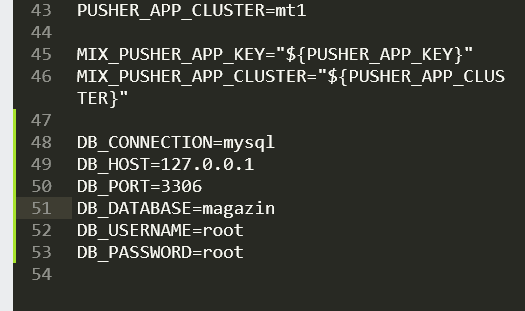 43 PUSHER_APP_CLUSTER=mt1
44
45 MIX_PUSHER_APP_KEY="${PUSHER_APP_KEY}"
46 MIX_PUSHER_APP_CLUSTER="${PUSHER_APP_CLUS
TER}"
47
48 DB_CONNECTION=mysql
49 DB_HOST=127.0.0.1
50 DB_PORT=3306
51 DB_DATABASE=magazin
52 DB_USERNAME=root
53 DB_PASSWORD=root
54